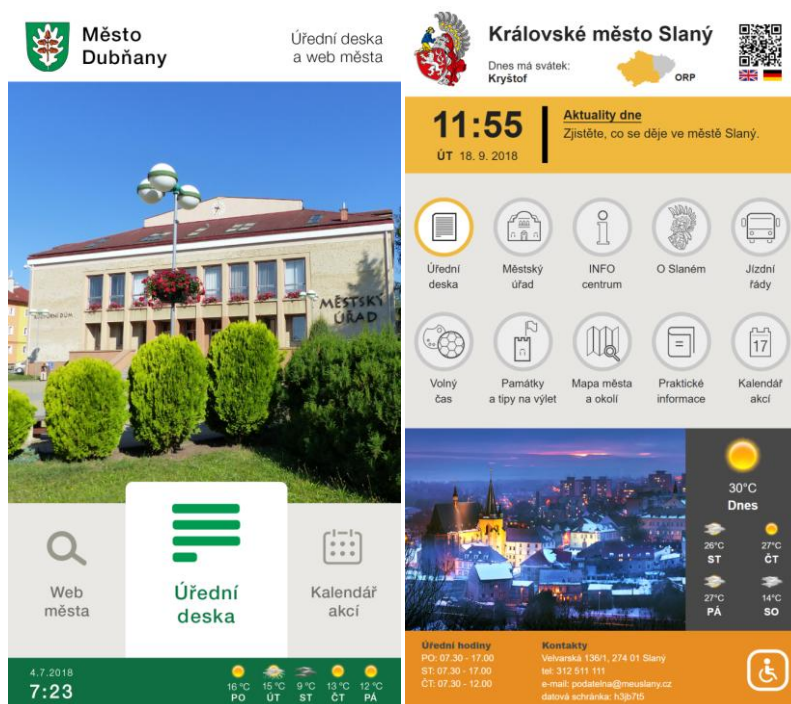 Město
Dubňany
Úřední deska
a web města
MĚSTSKÝ
ÚŘAD
Web
města
Úřední
deska
Kalendář
akcí
4.7.2018
7:23
16 °C
PO
15 °C
ÚT
9 °C
ST
13 °C
ČT
12 °C
PÁ
Královské město Slaný
Dnes má svátek:
Kryštof
ORP
11:55
ÚT 18. 9. 2018
Aktuality dne
Zjistěte, co se děje ve městě Slaný.
Úřední
deska
Městský
úřad
INFO
centrum
O Slaném
Jízdní
řády
Volný
čas
Památky
a tipy na výlet
Mapa města
a okolí
Praktické
informace
17
Kalendář
akcí
30°C
Dnes
26°C
ST
27°C
ČT
27°C
PÁ
14°C
SO
Úřední hodiny
PO: 07.30 - 17.00
ST: 07.30 - 17.00
ČT: 07.30 - 12.00
Kontakty
Velvarská 136/1, 274 01 Slaný
tel: 312 511 111
e-mail: podatelna@meuslany.cz
datová schránka: h3jb7t5